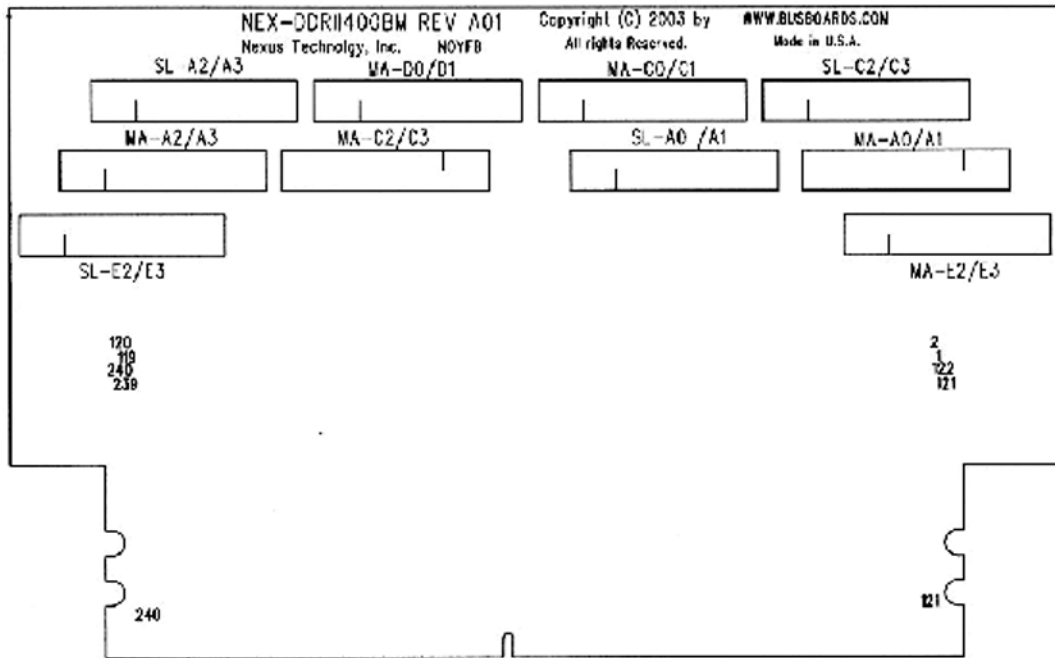 NEX-DDRII400BM REV A01 Copyright (C) 2003 by WWW.BUSBOARDS.COM
Nexus Technolgy, Inc. NOYFB All rights Reserved. Made in U.S.A.
SL A2/A3 MA-D0/D1 MA-C0/C1 SL-C2/C3
MA-A2/A3 MA-C2/C3 SL-A0 /A1 MA-A0/A1
SL-E2/E3 MA-E2/E3
120 2
119 1
240 122
239 121
240 121